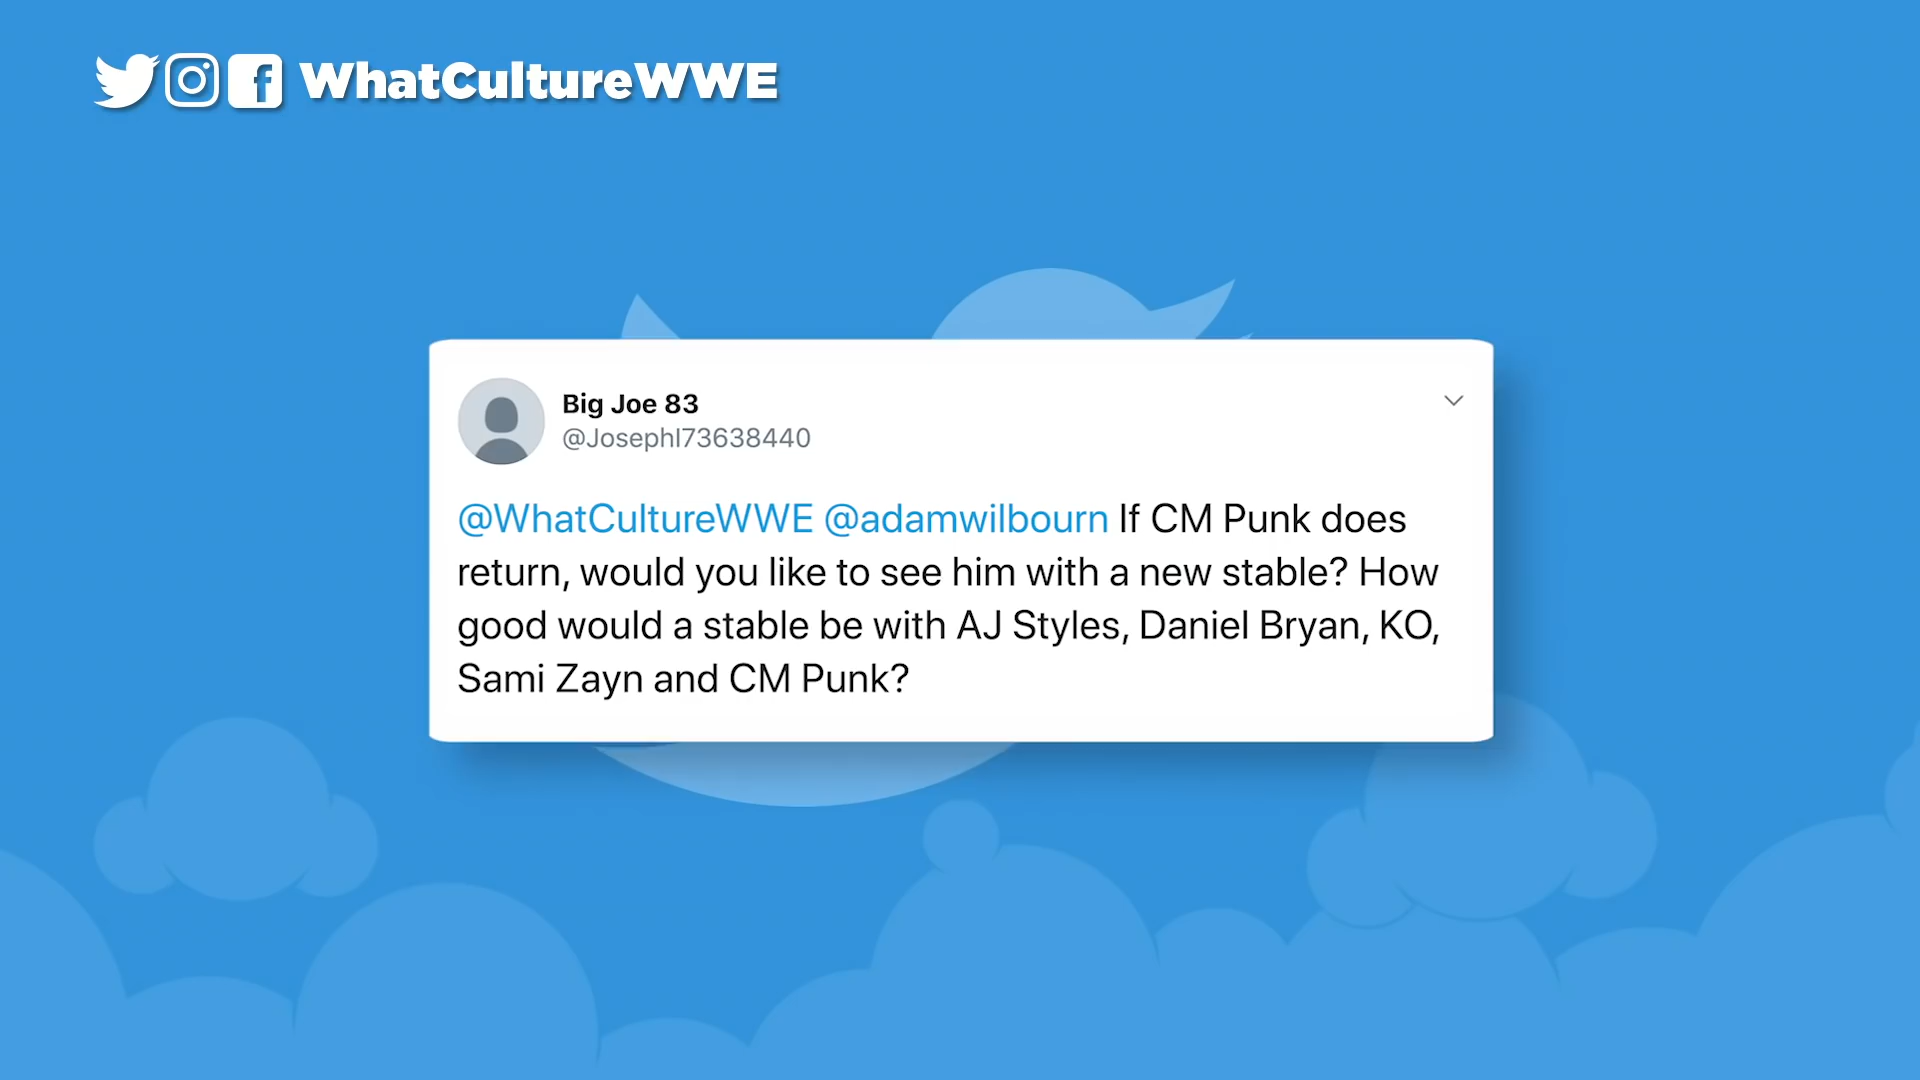 WhatCultureWWE
Big Joe 83
@Josephl73638440
@WhatCultureWWE @adamwilbourn If CM Punk does
return, would you like to see him with a new stable? How
good would a stable be with AJ Styles, Daniel Bryan, KO,
Sami Zayn and CM Punk?